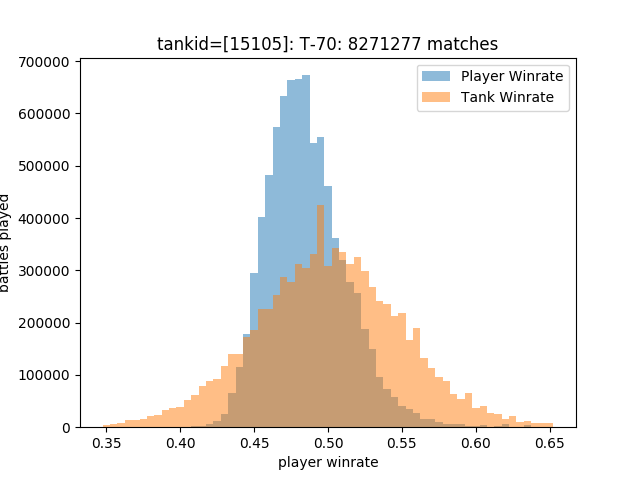 tankid=[15105]: T-70: 8271277 matches
Player Winrate
Tank Winrate
700000
600000
500000
400000
300000
200000
100000
0
battles played
0.35 0.40 0.45 0.50 0.55 0.60 0.65
player winrate